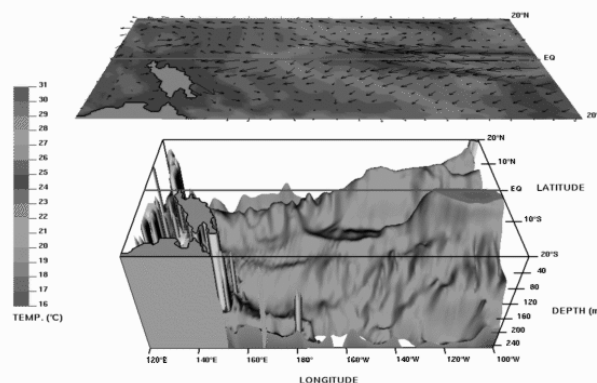 20°N
EQ
20°
31
30
29
28
27
26
25
24
23
22
21
20
19
18
17
16
TEMP. (°C)
20°N
10°N
EQ
LATITUDE
10°S
20°S
40
80
120
160
200
240
DEPTH (m
120°E
140°E
160°E
180°
160°W
140°W
120°W
100°W
LONGITUDE